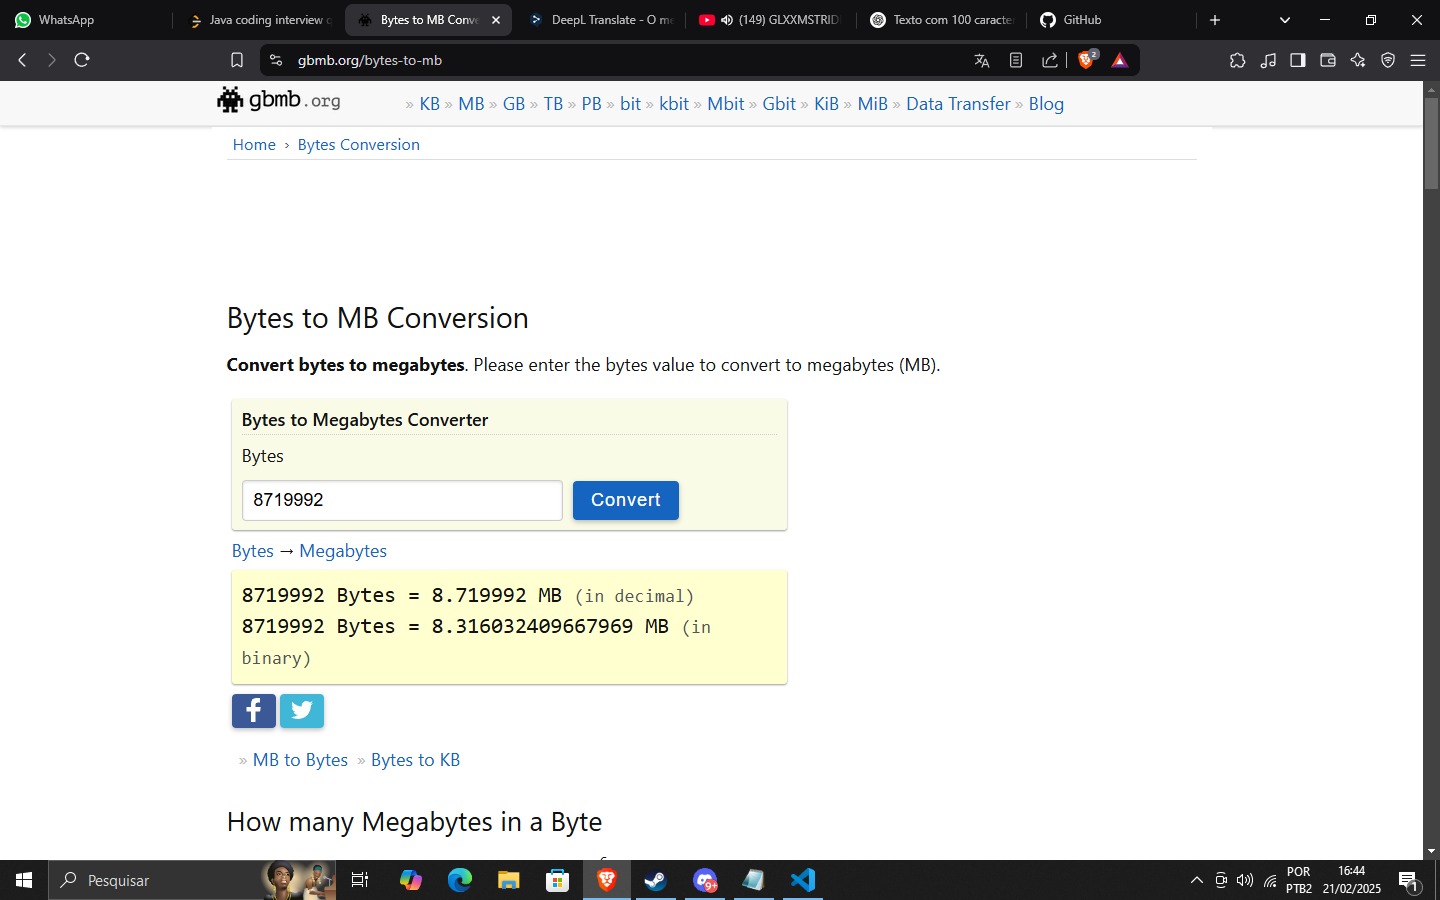 WhatsApp
Java coding interview q
Bytes to MB Conve
DeepL Translate - O m
(149) GLXXMSTRID
Texto com 100 caracte
GitHub
gbmb.org/bytes-to-mb
2
gbmb.org
» KB » MB » GB » TB » PB » bit » kbit » Mbit » Gbit » KiB » MiB » Data Transfer » Blog
Home › Bytes Conversion
Bytes to MB Conversion
Convert bytes to megabytes. Please enter the bytes value to convert to megabytes (MB).
Bytes to Megabytes Converter
Bytes
8719992
Convert
Bytes → Megabytes
8719992 Bytes = 8.719992 MB (in decimal)
8719992 Bytes = 8.316032409667969 MB (in
binary)
» MB to Bytes » Bytes to KB
How many Megabytes in a Byte
Pesquisar
9+
POR
PTB2
16:44
21/02/2025
1